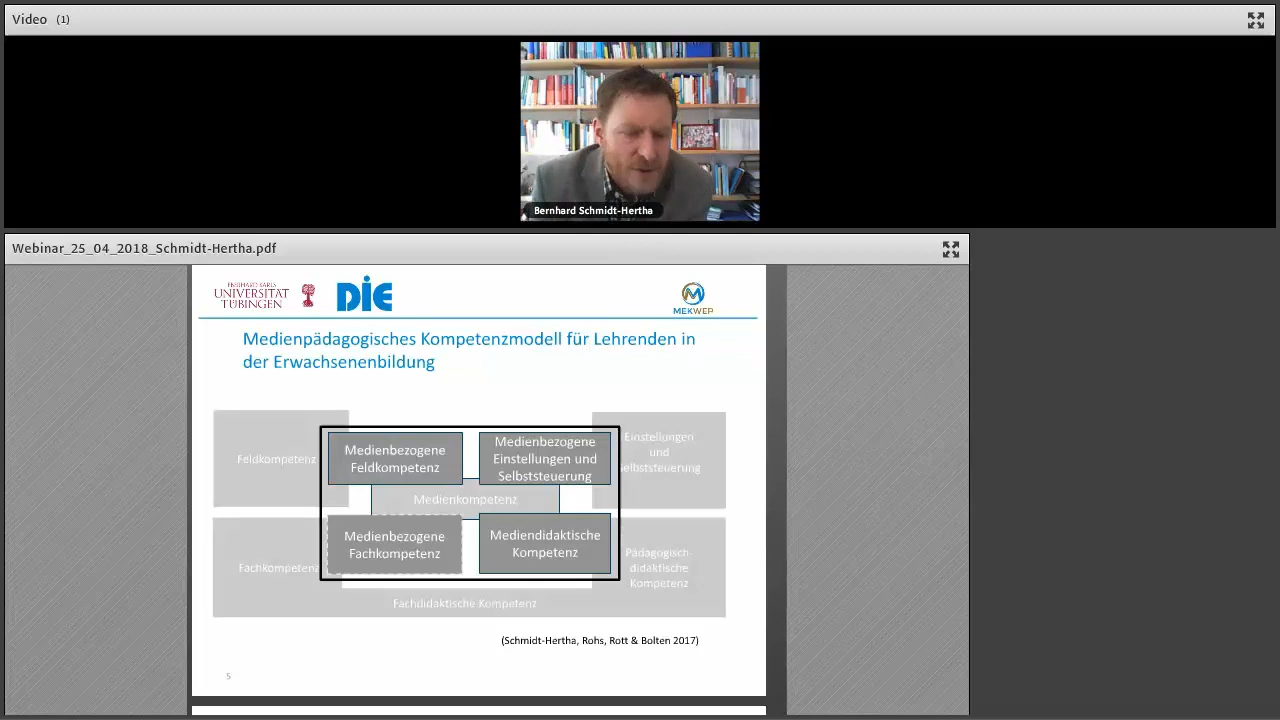 Video (1)
Bernhard Schmidt-Hertha
Webinar_25_04_2018_Schmidt-Hertha.pdf
EBERHARD KARLS
UNIVERSITÄT
TÜBINGEN
DIE
MEKWEP
Medienpädagogisches Kompetenzmodell für Lehrenden in
der Erwachsenenbildung
Feldkompetenz
Medienbezogene
Feldkompetenz
Medienbezogene
Einstellungen und
Selbststeuerung
Einstellungen
und
Selbststeuerung
Medienkompetenz
Fachkompetenz
Medienbezogene
Fachkompetenz
Mediendidaktische
Kompetenz
Pädagogisch-
didaktische
Kompetenz
Fachdidaktische Kompetenz
(Schmidt-Hertha, Rohs, Rott & Bolten 2017)
5